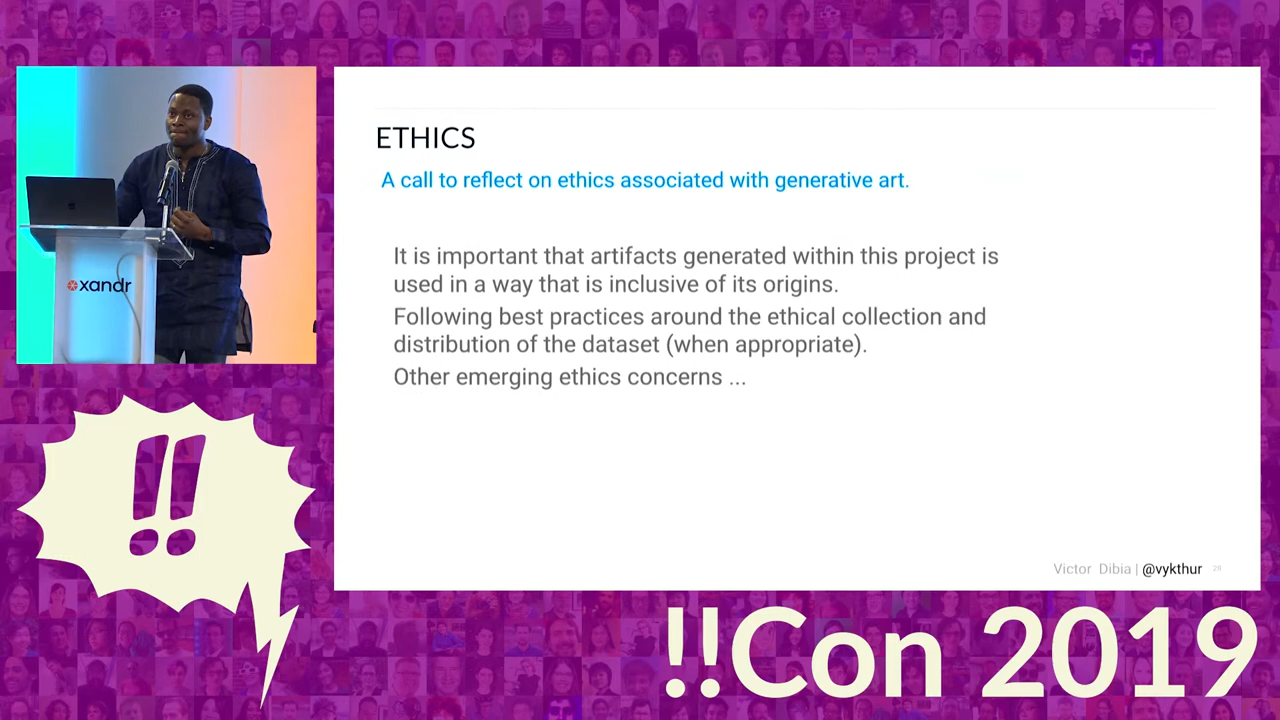 ETHICS
A call to reflect on ethics associated with generative art.
It is important that artifacts generated within this project is
used in a way that is inclusive of its origins.
Following best practices around the ethical collection and
distribution of the dataset (when appropriate).
Other emerging ethics concerns ...
Victor Dibia | @vykthur 29
xandr
!!
!!Con 2019